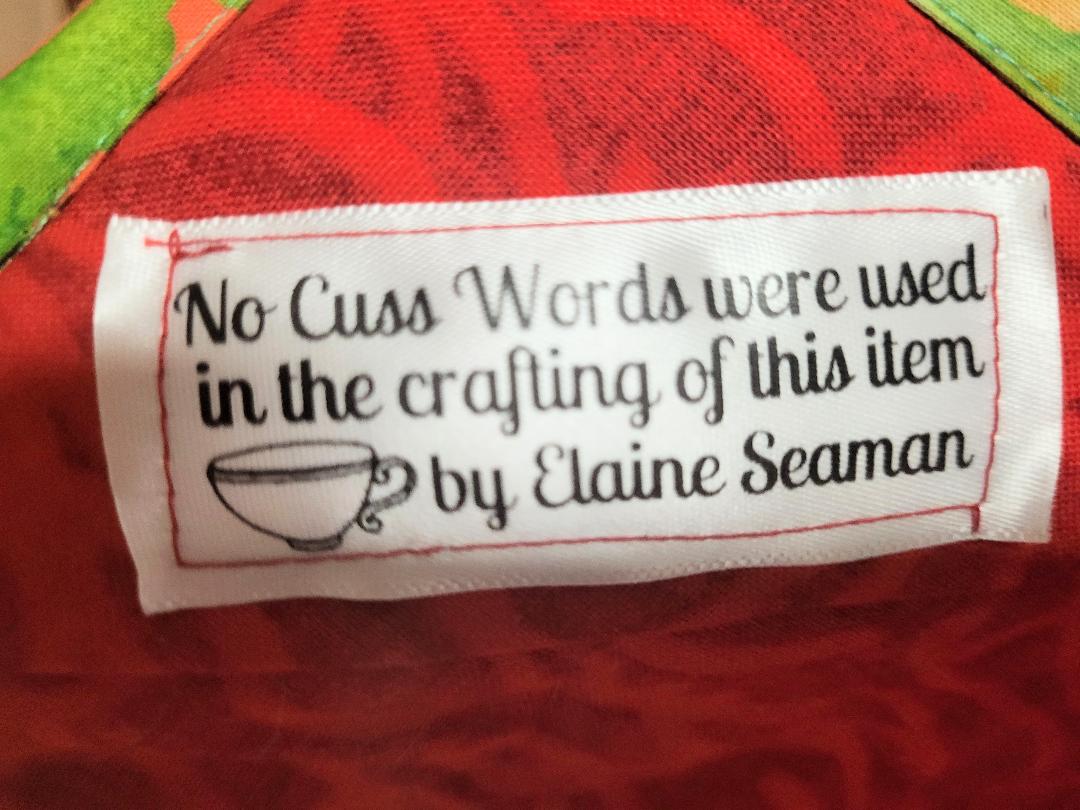 No Cuss Words were used
in the crafting of this item
by Elaine Seaman